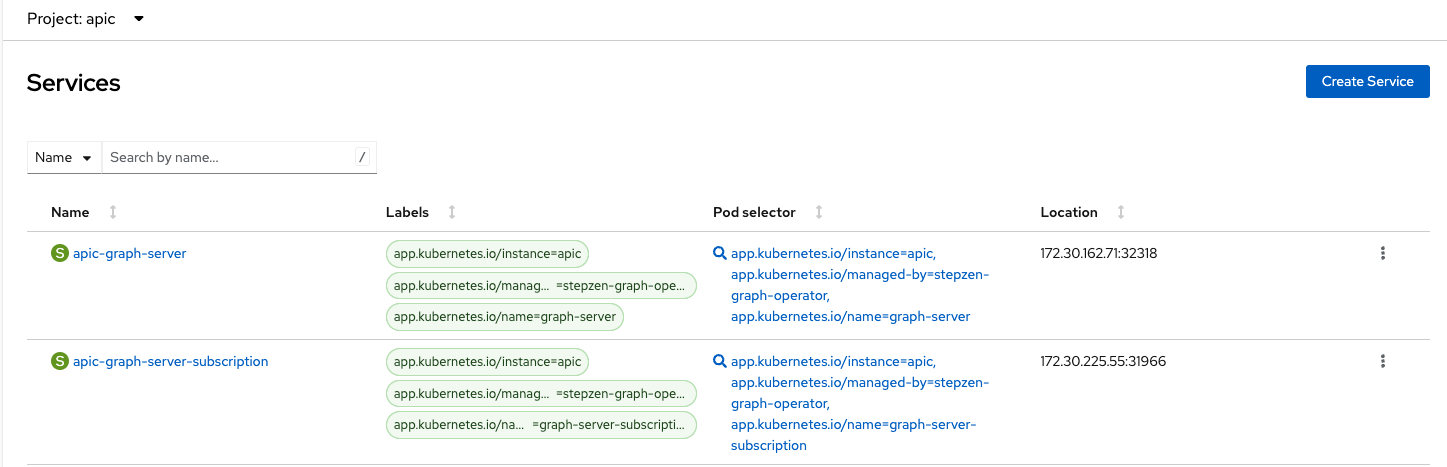 Project: apic
Services
Create Service
Name
Search by name...
/
Name
Labels
Pod selector
Location
S apic-graph-server
app.kubernetes.io/instance=apic
app.kubernetes.io/manag... =stepzen-graph-ope...
app.kubernetes.io/name=graph-server
app.kubernetes.io/instance=apic,
app.kubernetes.io/managed-by=stepzen-
graph-operator,
app.kubernetes.io/name=graph-server
172.30.162.71:32318
S apic-graph-server-subscription
app.kubernetes.io/instance=apic
app.kubernetes.io/manag... =stepzen-graph-ope...
app.kubernetes.io/na... =graph-server-subscripti...
app.kubernetes.io/instance=apic,
app.kubernetes.io/managed-by=stepzen-
graph-operator,
app.kubernetes.io/name=graph-server-
subscription
172.30.225.55:31966